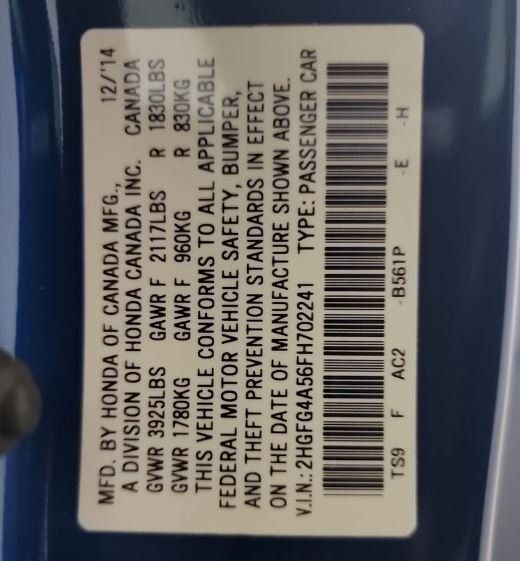 MFD. BY HONDA OF CANADA MFG., 12/'14
A DIVISION OF HONDA CANADA INC. CANADA
GVWR 3925LBS GAWR F 2117LBS R 1830LBS
GVWR 1780KG GAWR F 960KG R 830KG
THIS VEHICLE CONFORMS TO ALL APPLICABLE
FEDERAL MOTOR VEHICLE SAFETY, BUMPER,
AND THEFT PREVENTION STANDARDS IN EFFECT
ON THE DATE OF MANUFACTURE SHOWN ABOVE.
V.I.N.: 2HGFG4A56FH702241 TYPE: PASSENGER CAR
TS9 F AC2 -B561P -E -H